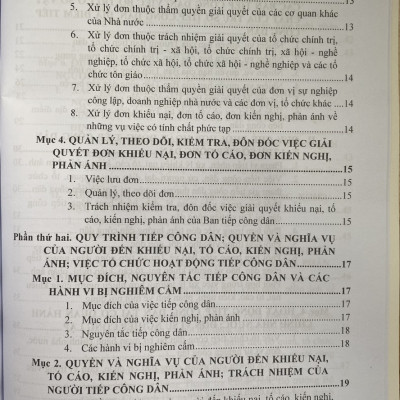 5. Xử lý đơn thuộc thẩm quyền giải quyết của các cơ quan khác
của Nhà nước ........ 13
6. Xử lý đơn thuộc trách nhiệm giải quyết của tổ chức chính trị,
tổ chức chính trị - xã hội, tổ chức chính trị, xã hội - nghề
nghiệp, tổ chức xã hội, tổ chức xã hội - nghề nghiệp và các tổ
chức tôn giáo ........ 14
7. Xử lý đơn thuộc thẩm quyền giải quyết của đơn vị sự nghiệp
công lập, doanh nghiệp nhà nước và các đơn vị, tổ chức khác .... 14
8. Xử lý đơn khiếu nại, đơn tố cáo, đơn kiến nghị, phản ánh về
những vụ việc có tính chất phức tạp ........ 14
Mục 4. QUẢN LÝ, THEO DÕI, KIỂM TRA, ĐÔN ĐỐC VIỆC GIẢI
QUYẾT ĐƠN KHIẾU NẠI, ĐƠN TỐ CÁO, ĐƠN KIẾN NGHỊ,
PHẢN ÁNH ........ 15
1. Việc lưu đơn ........ 15
2. Quản lý, theo dõi đơn ........ 15
3. Trách nhiệm kiểm tra, đôn đốc việc giải quyết khiếu nại, tố
cáo, kiến nghị, phản ánh của Ban tiếp công dân ........ 15
Phần thứ hai. QUY TRÌNH TIẾP CÔNG DÂN; QUYỀN VÀ NGHĨA VỤ
CỦA NGƯỜI ĐẾN KHIẾU NẠI, TỐ CÁO, KIẾN NGHỊ, PHẢN
ÁNH; VIỆC TỔ CHỨC HOẠT ĐỘNG TIẾP CÔNG DÂN ........ 17
Mục 1. MỤC ĐÍCH, NGUYÊN TẮC TIẾP CÔNG DÂN VÀ CÁC
HÀNH VI BỊ NGHIÊM CẤM ........ 17
1. Mục đích của việc tiếp công dân ........ 17
2. Mục đích của việc kiến nghị, phản ánh ........ 17
3. Nguyên tắc tiếp công dân ........ 18
4. Các hành vi bị nghiêm cấm ........ 18
Mục 2. QUYỀN VÀ NGHĨA VỤ CỦA NGƯỜI ĐẾN KHIẾU NẠI,
TỐ CÁO, KIẾN NGHỊ, PHẢN ÁNH; TRÁCH NHIỆM CỦA
NGƯỜI TIẾP CÔNG DÂN ........ 19
đến khiếu nại, tố cáo, kiến nghị,